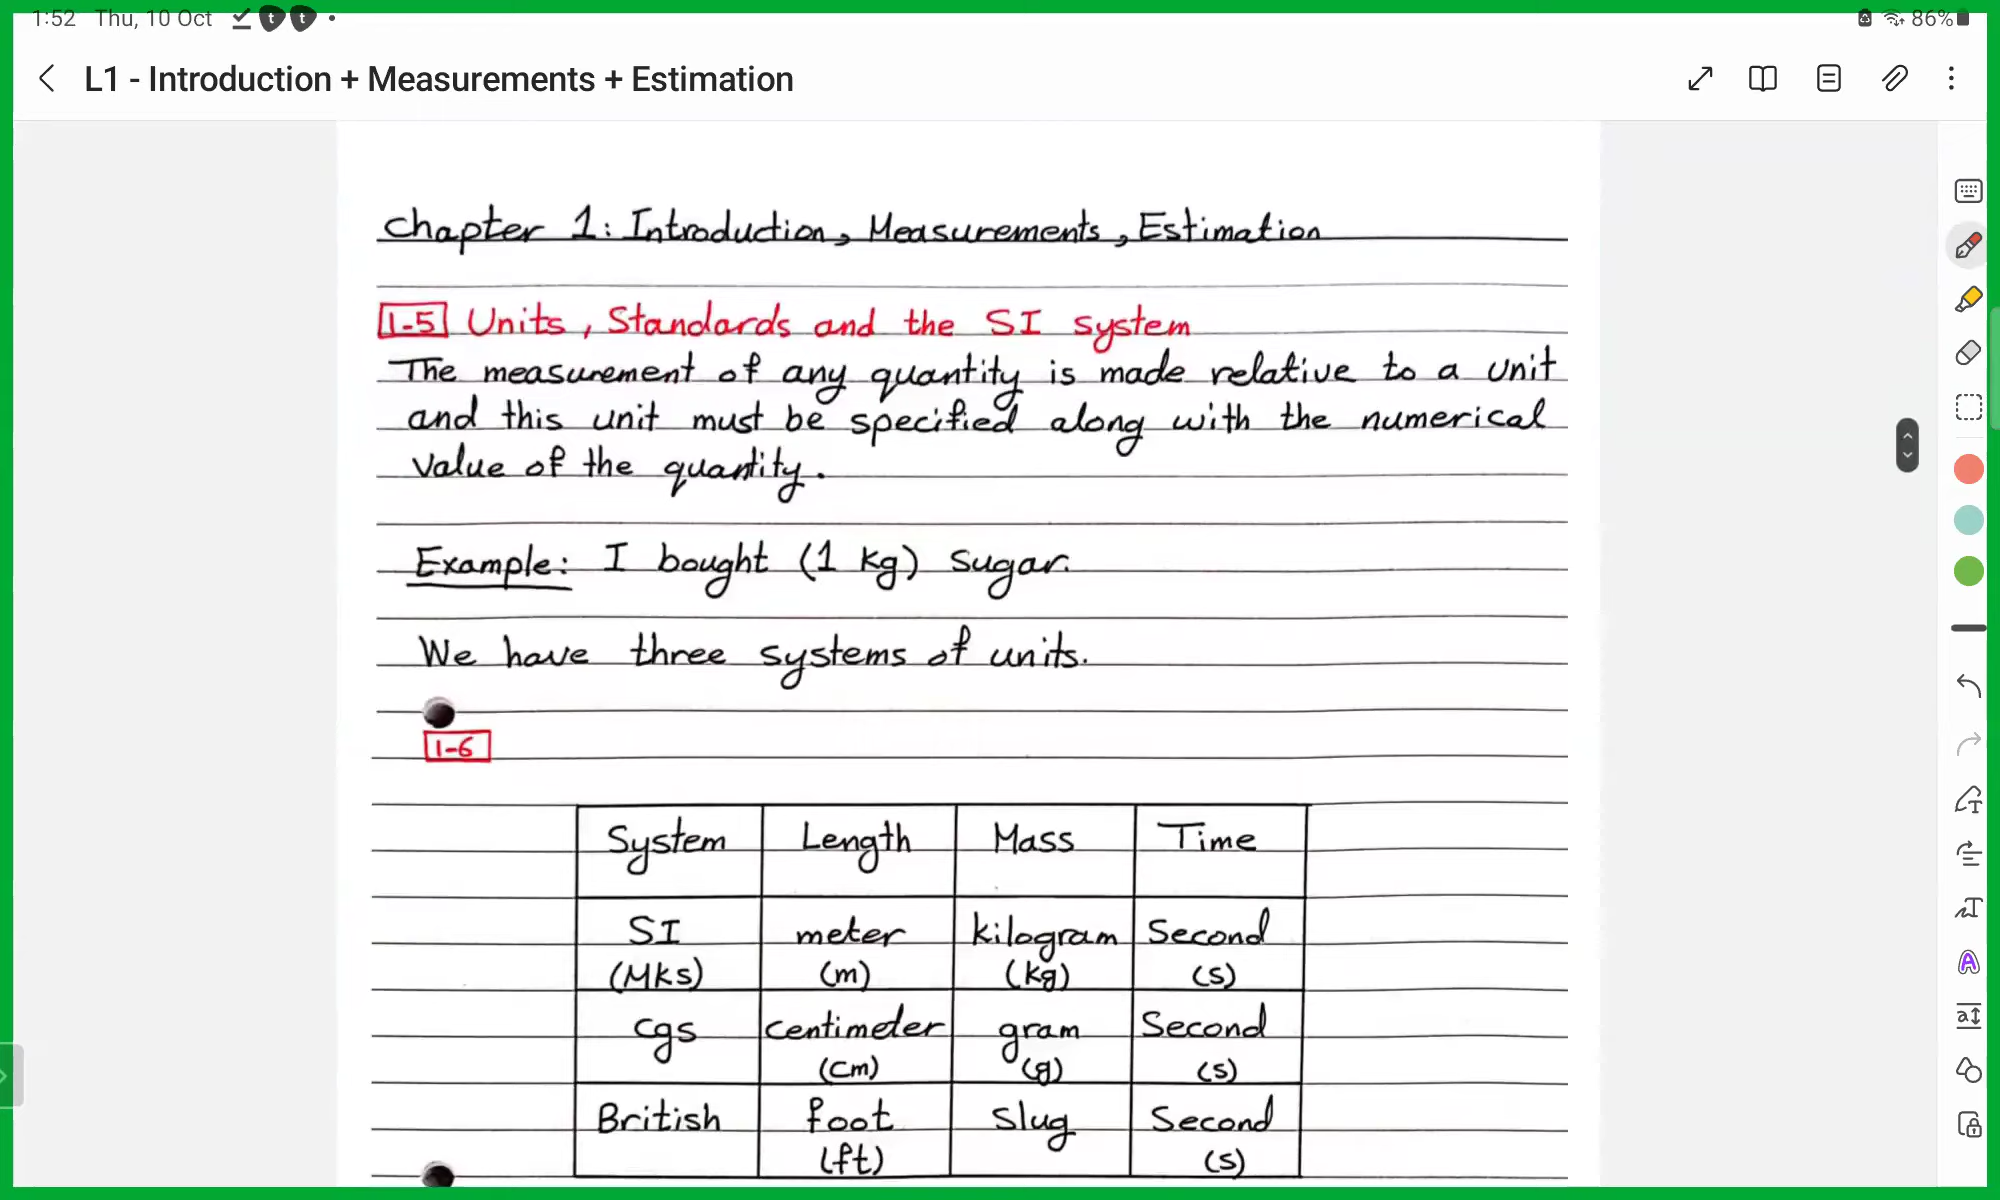 1:52 Thu, 10 Oct t t 86%
L1 - Introduction + Measurements + Estimation
Chapter 1: Introduction, Measurements, Estimation
1-5 Units, Standards and the SI system
The measurement of any quantity is made relative to a unit
and this unit must be specified along with the numerical
value of the quantity.
Example: I bought (1 kg) sugar.
We have three systems of units.
1-6
System Length Mass Time
SI meter kilogram Second
(Mks) (m) (kg) (s)
cgs centimeter gram Second
(cm) (g) (s)
British foot Slug Second
(ft) (s)